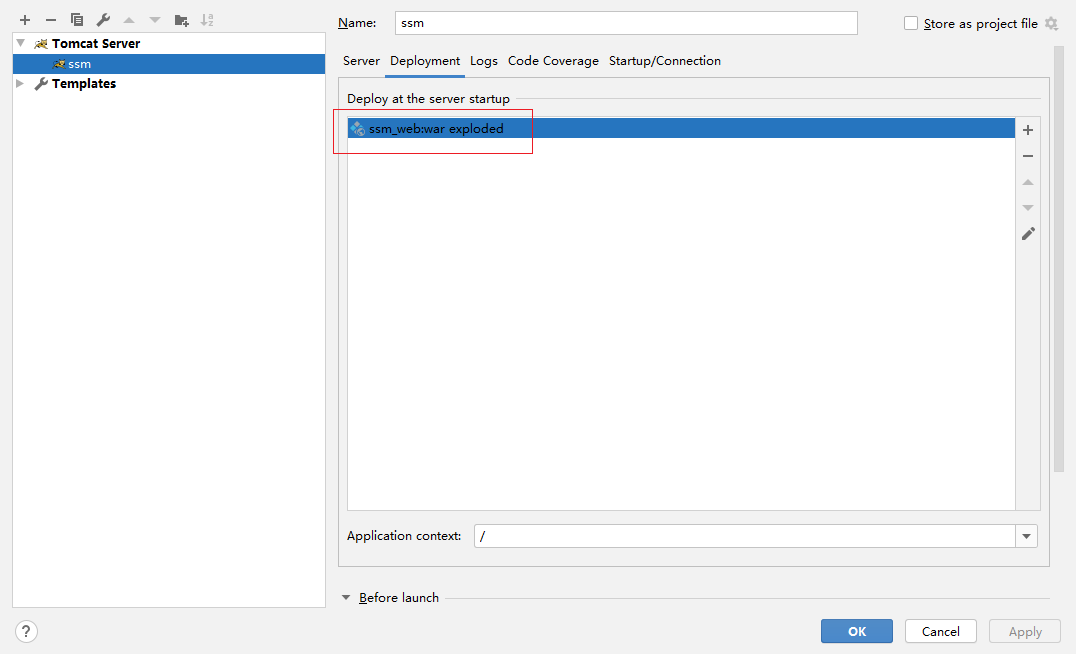 Name: ssm Store as project file
Tomcat Server
ssm
Templates
Server Deployment Logs Code Coverage Startup/Connection
Deploy at the server startup
ssm_web:war exploded
Application context: /
Before launch
? OK Cancel Apply